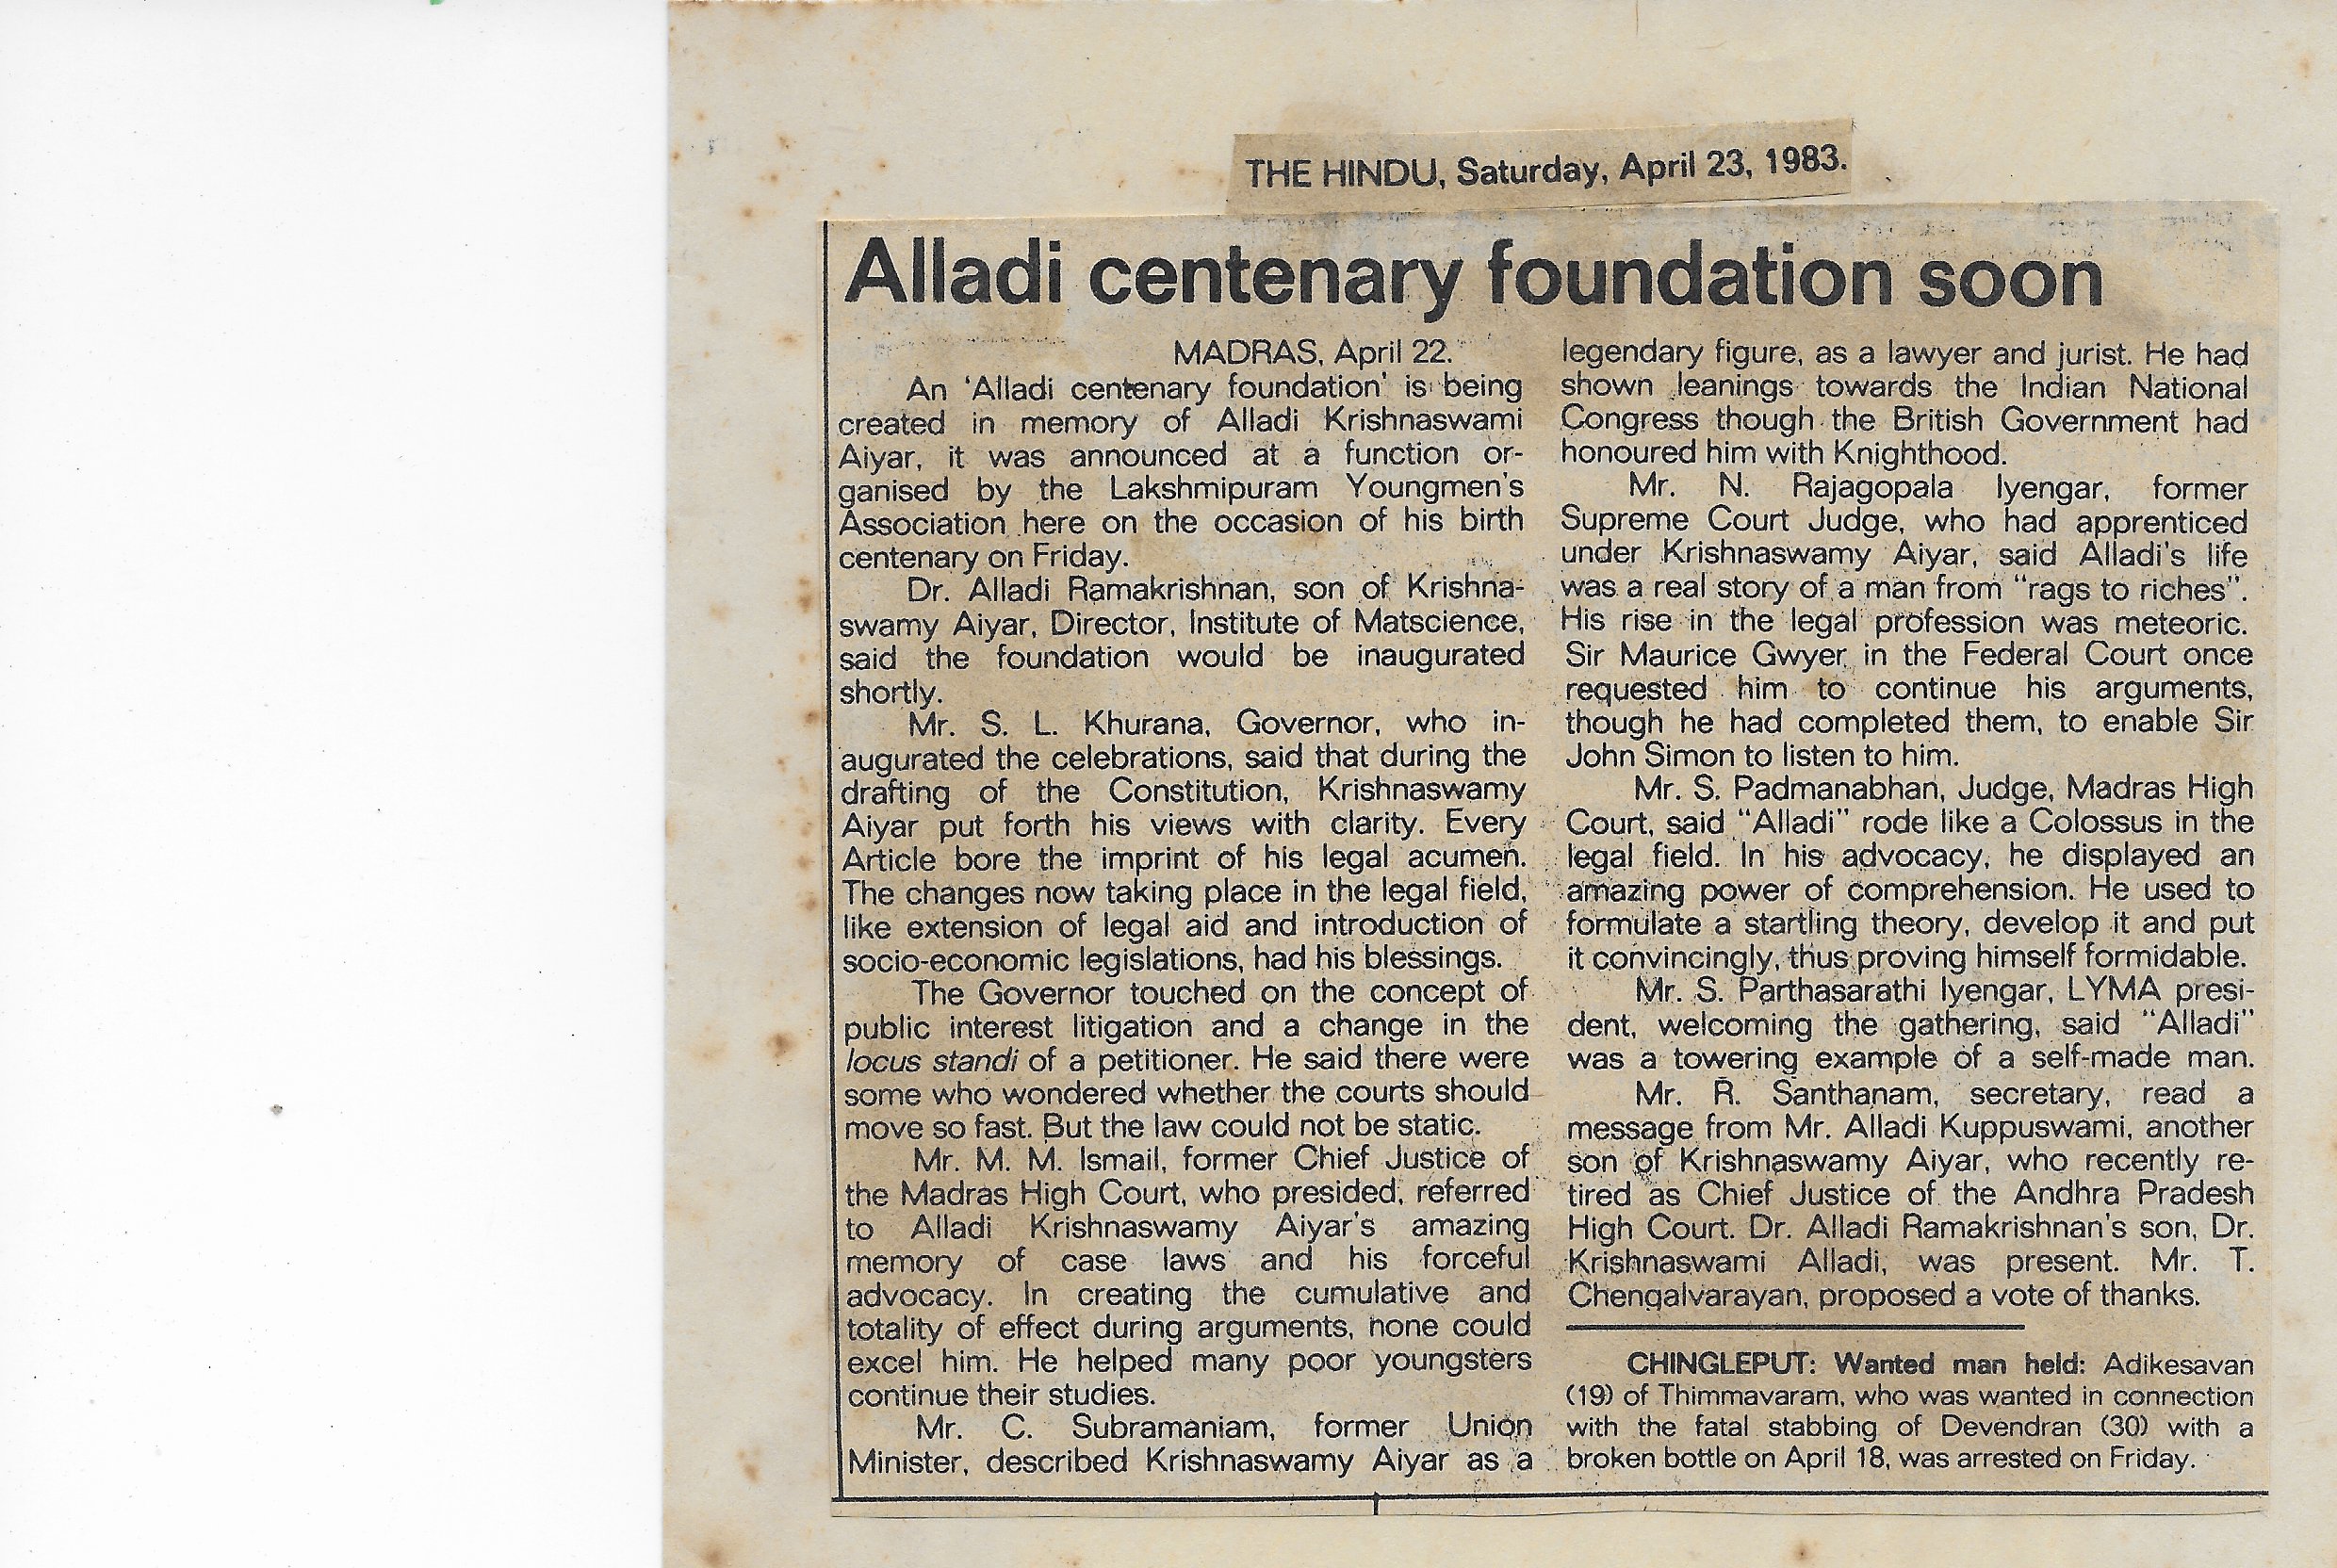 THE HINDU, Saturday, April 23, 1983.
Alladi centenary foundation soon
MADRAS, April 22.
An ‘Alladi centenary foundation’ is being
created in memory of Alladi Krishnaswami
Aiyar, it was announced at a function or-
ganised by the Lakshmipuram Youngmen's
Association here on the occasion of his birth
centenary on Friday.
Dr. Alladi Ramakrishnan, son of Krishna-
swamy Aiyar, Director, Institute of Matscience,
said the foundation would be inaugurated
shortly.
Mr. S. L. Khurana, Governor, who in-
augurated the celebrations, said that during the
drafting of the Constitution, Krishnaswamy
Aiyar put forth his views with clarity. Every
Article bore the imprint of his legal acumen.
The changes now taking place in the legal field,
like extension of legal aid and introduction of
socio-economic legislations, had his blessings.
The Governor touched on the concept of
public interest litigation and a change in the
locus standi of a petitioner. He said there were
some who wondered whether the courts should
move so fast. But the law could not be static.
Mr. M. M. Ismail, former Chief Justice of
the Madras High Court, who presided, referred
to Alladi Krishnaswamy Aiyar's amazing
memory of case laws and his forceful
advocacy. In creating the cumulative and
totality of effect during arguments, none could
excel him. He helped many poor youngsters
continue their studies.
Mr. C. Subramaniam, former Union
Minister, described Krishnaswamy Aiyar as a
legendary figure, as a lawyer and jurist. He had
shown leanings towards the Indian National
Congress though the British Government had
honoured him with Knighthood.
Mr. N. Rajagopala Iyengar, former
Supreme Court Judge, who had apprenticed
under Krishnaswamy Aiyar, said Alladi's life
was a real story of a man from “rags to riches”.
His rise in the legal profession was meteoric.
Sir Maurice Gwyer in the Federal Court once
requested him to continue his arguments,
though he had completed them, to enable Sir
John Simon to listen to him.
Mr. S. Padmanabhan, Judge, Madras High
Court, said “Alladi” rode like a Colossus in the
legal field. In his advocacy, he displayed an
amazing power of comprehension. He used to
formulate a startling theory, develop it and put
it convincingly, thus proving himself formidable.
Mr. S. Parthasarathi Iyengar, LYMA presi-
dent, welcoming the gathering, said “Alladi”
was a towering example of a self-made man.
Mr. R. Santhanam, secretary, read a
message from Mr. Alladi Kuppuswami, another
son of Krishnaswamy Aiyar, who recently re-
tired as Chief Justice of the Andhra Pradesh
High Court. Dr. Alladi Ramakrishnan's son, Dr.
Krishnaswami Alladi, was present. Mr. T.
Chengalvarayan, proposed a vote of thanks.
CHINGLEPUT: Wanted man held: Adikesavan
(19) of Thimmavaram, who was wanted in connection
with the fatal stabbing of Devendran (30) with a
broken bottle on April 18, was arrested on Friday.